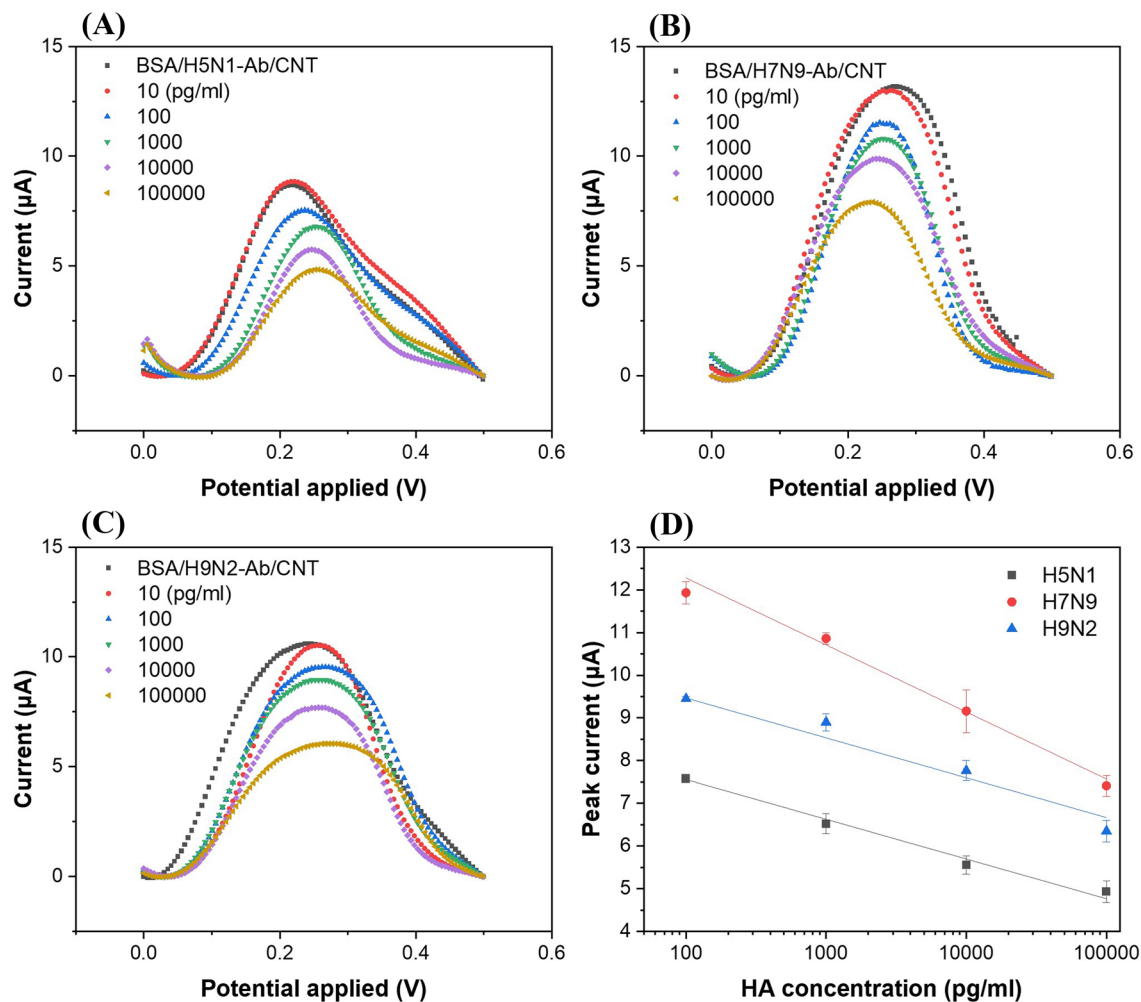 (A)
BSA/H5N1-Ab/CNT
10 (pg/ml)
100
1000
10000
100000
15
10
5
0
Current (µA)
0.0
0.2
0.4
0.6
Potential applied (V)
(B)
BSA/H7N9-Ab/CNT
10 (pg/ml)
100
1000
10000
100000
15
10
5
0
Currnet (µA)
0.0
0.2
0.4
0.6
Potential applied (V)
(C)
BSA/H9N2-Ab/CNT
10 (pg/ml)
100
1000
10000
100000
15
10
5
0
Current (µA)
0.0
0.2
0.4
0.6
Potential applied (V)
(D)
H5N1
H7N9
H9N2
13
12
11
10
9
8
7
6
5
4
Peak current (µA)
100
1000
10000
100000
HA concentration (pg/ml)